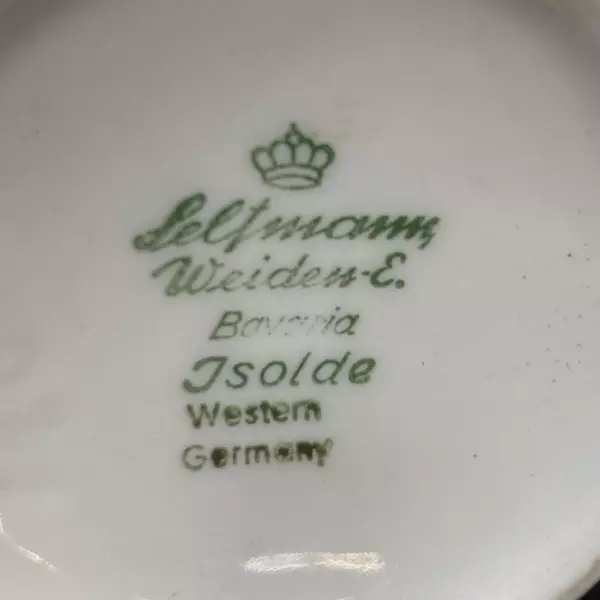 Seltmann
Weiden-E.
Bavaria
Isolde
Western
Germany